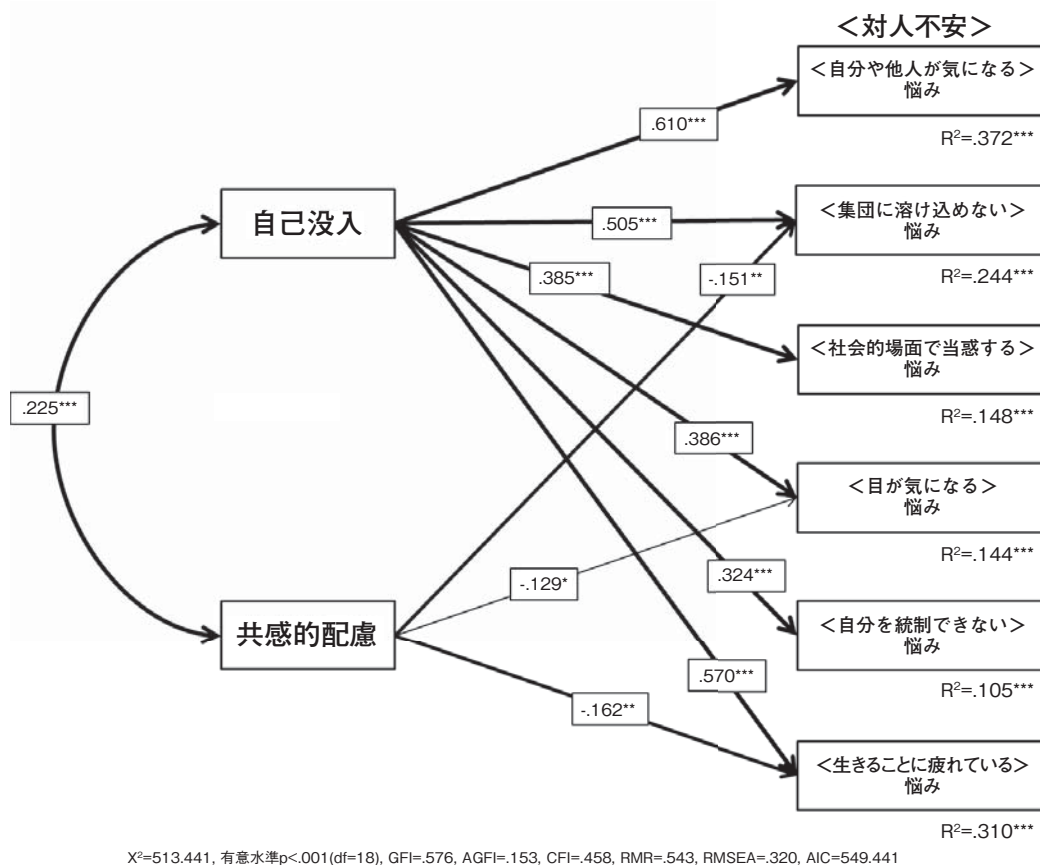 ＜対人不安＞
＜自分や他人が気になる＞
悩み
.610***
R²=.372***
自己没入
＜集団に溶け込めない＞
悩み
.505***
-.151**
R²=.244***
.385***
＜社会的場面で当惑する＞
悩み
.225***
R²=.148***
.386***
＜目が気になる＞
悩み
R²=.144***
-.129*
.324***
共感的配慮
＜自分を統制できない＞
悩み
R²=.105***
.570***
-.162**
＜生きることに疲れている＞
悩み
R²=.310***
X²=513.441, 有意水準p<.001(df=18), GFI=.576, AGFI=.153, CFI=.458, RMR=.543, RMSEA=.320, AIC=549.441